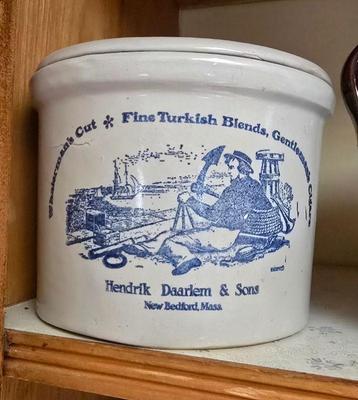 Whaleman's Cut * Fine Turkish Blends, Gentlemen's Cigars
Hendrik Daarlem & Sons
New Bedford, Mass